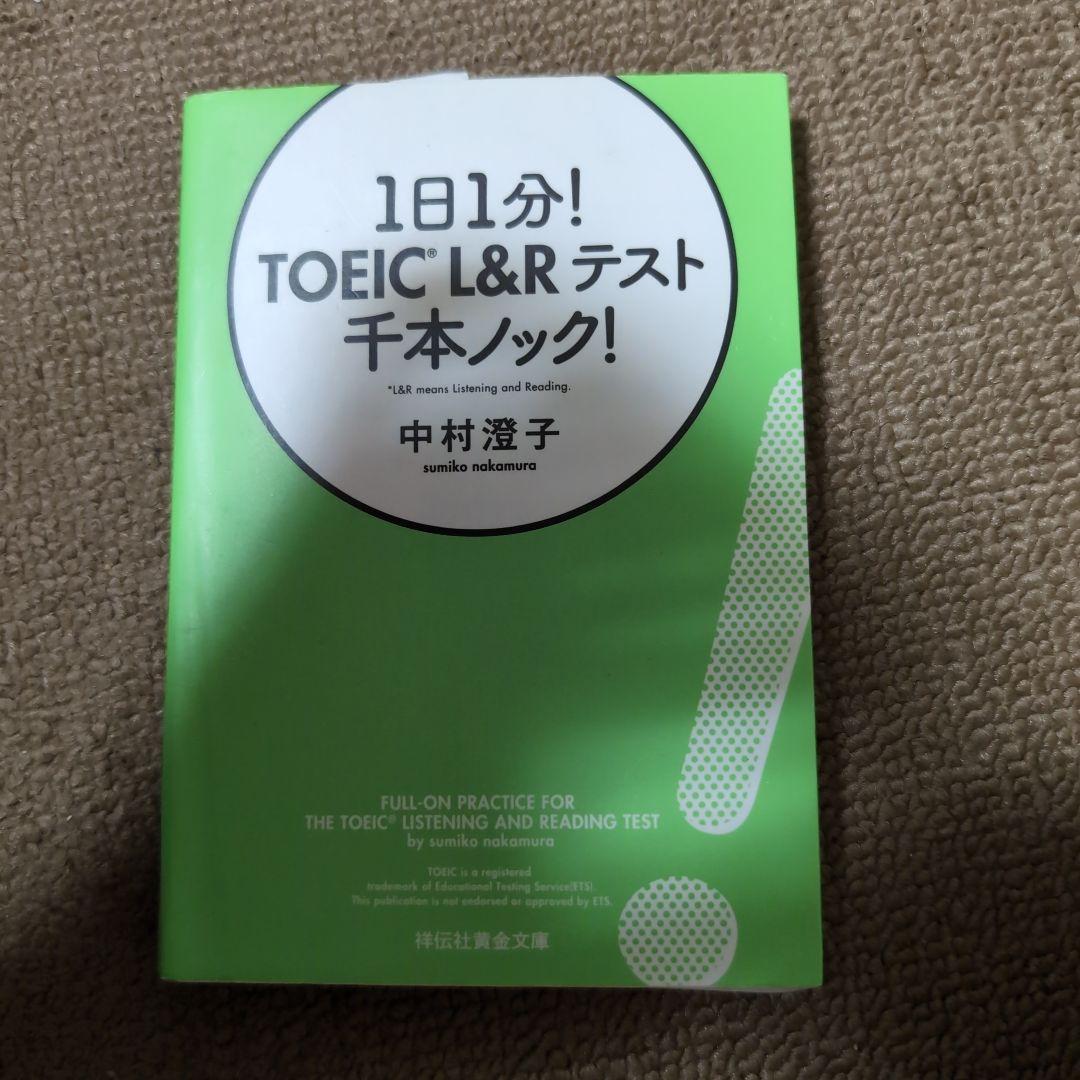 1日1分!
TOEIC® L&Rテスト
千本ノック!
*L&R means Listening and Reading.
中村澄子
sumiko nakamura
FULL-ON PRACTICE FOR
THE TOEIC® LISTENING AND READING TEST
by sumiko nakamura
TOEIC is a registered
trademark of Educational Testing Service(ETS).
This publication is not endorsed or approved by ETS.
祥伝社黄金文庫